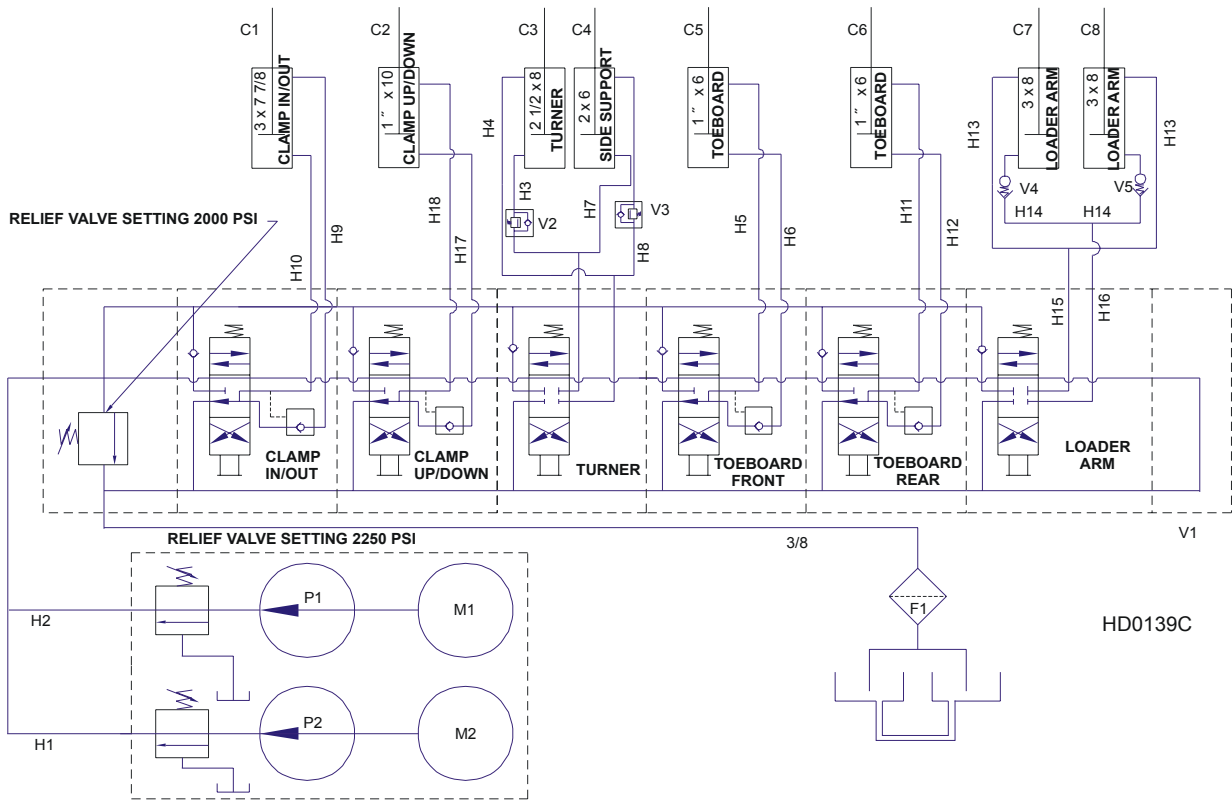 C1
C2
C3
C4
C5
C6
C7
C8
3 x 7 7/8
CLAMP IN/OUT
1 ″ x 10
CLAMP UP/DOWN
2 1/2 x 8
TURNER
2 x 6
SIDE SUPPORT
1 ″ x 6
TOEBOARD
1 ″ x 6
TOEBOARD
3 x 8
LOADER ARM
3 x 8
LOADER ARM
H4
H13
H13
H3
H7
V2
V3
V4
V5
H14
H14
RELIEF VALVE SETTING 2000 PSI
H9
H10
H18
H17
H8
H5
H6
H11
H12
H15
H16
CLAMP
IN/OUT
CLAMP
UP/DOWN
TURNER
TOEBOARD
FRONT
TOEBOARD
REAR
LOADER
ARM
RELIEF VALVE SETTING 2250 PSI
3/8
V1
P1
M1
H2
F1
HD0139C
P2
M2
H1